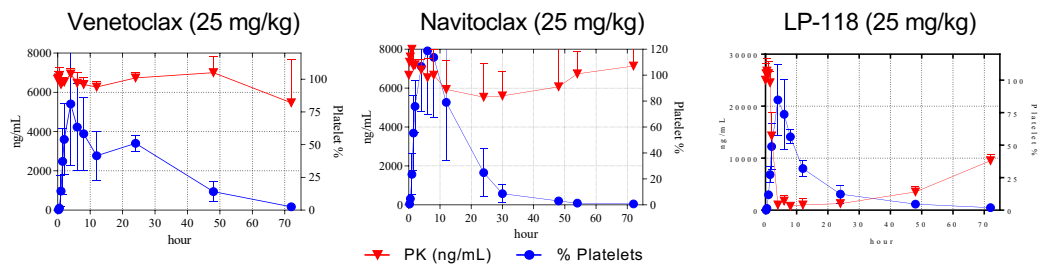 Venetoclax (25 mg/kg)
8000
6000
4000
2000
0
ng/mL
100
75
50
25
0
Platelet %
0 10 20 30 40 50 60 70
hour
Navitoclax (25 mg/kg)
8000
6000
4000
2000
0
ng/mL
120
100
80
60
40
20
0
Platelet %
0 10 20 30 40 50 60 70
hour
LP-118 (25 mg/kg)
30000
20000
10000
0
ng/mL
100
75
50
2.5
0
Platelet %
0 10 20 30 40 50 60 70
hour
PK (ng/mL)
% Platelets